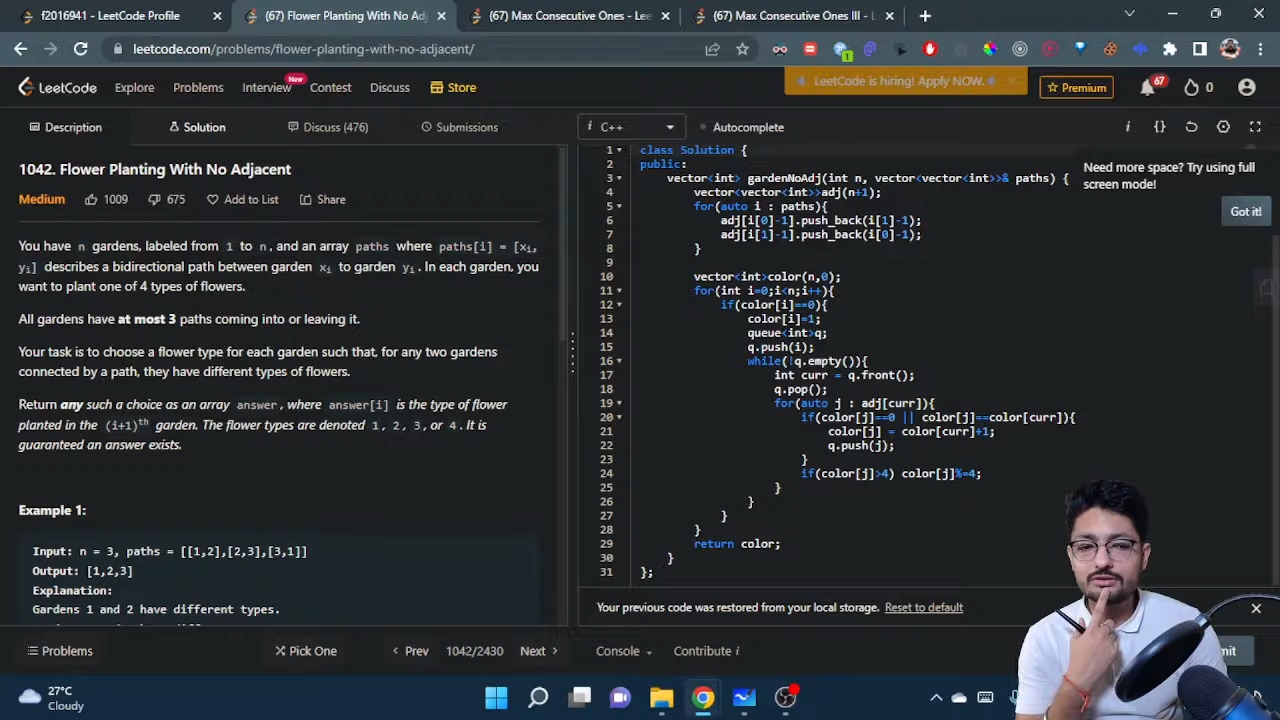 f2016941 - LeetCode Profile
(67) Flower Planting With No Ad
(67) Max Consecutive Ones - Lee
(67) Max Consecutive Ones III - L
leetcode.com/problems/flower-planting-with-no-adjacent/
1
LeetCode
Explore
Problems
Interview
New
Contest
Discuss
Store
LeetCode is hiring! Apply NOW.
Premium
67
0
Description
Solution
Discuss (476)
Submissions
i C++
Autocomplete
1042. Flower Planting With No Adjacent
Medium
1009
675
Add to List
Share
You have n gardens, labeled from 1 to n, and an array paths where paths[i] = [xi,
yi] describes a bidirectional path between garden xi to garden yi. In each garden, you
want to plant one of 4 types of flowers.
All gardens have at most 3 paths coming into or leaving it.
Your task is to choose a flower type for each garden such that, for any two gardens
connected by a path, they have different types of flowers.
Return any such a choice as an array answer, where answer[i] is the type of flower
planted in the (i+1)th garden. The flower types are denoted 1, 2, 3, or 4. It is
guaranteed an answer exists.
Example 1:
Input: n = 3, paths = [[1,2],[2,3],[3,1]]
Output: [1,2,3]
Explanation:
Gardens 1 and 2 have different types.
1 class Solution {
2 public:
3 vector<int> gardenNoAdj(int n, vector<vector<int>>& paths) {
4 vector<vector<int>>adj(n+1);
5 for(auto i : paths){
6 adj[i[0]-1].push_back(i[1]-1);
7 adj[i[1]-1].push_back(i[0]-1);
8 }
9
10 vector<int>color(n,0);
11 for(int i=0;i<n;i++){
12 if(color[i]==0){
13 color[i]=1;
14 queue<int>q;
15 q.push(i);
16 while(!q.empty()){
17 int curr = q.front();
18 q.pop();
19 for(auto j : adj[curr]){
20 if(color[j]==0 || color[j]==color[curr]){
21 color[j] = color[curr]+1;
22 q.push(j);
23 }
24 if(color[j]>4) color[j]%=4;
25 }
26 }
27 }
28 }
29 return color;
30 }
31 };
Need more space? Try using full
screen mode!
Got it!
Your previous code was restored from your local storage. Reset to default
Problems
Pick One
Prev
1042/2430
Next
Console
Contribute i
27°C
Cloudy